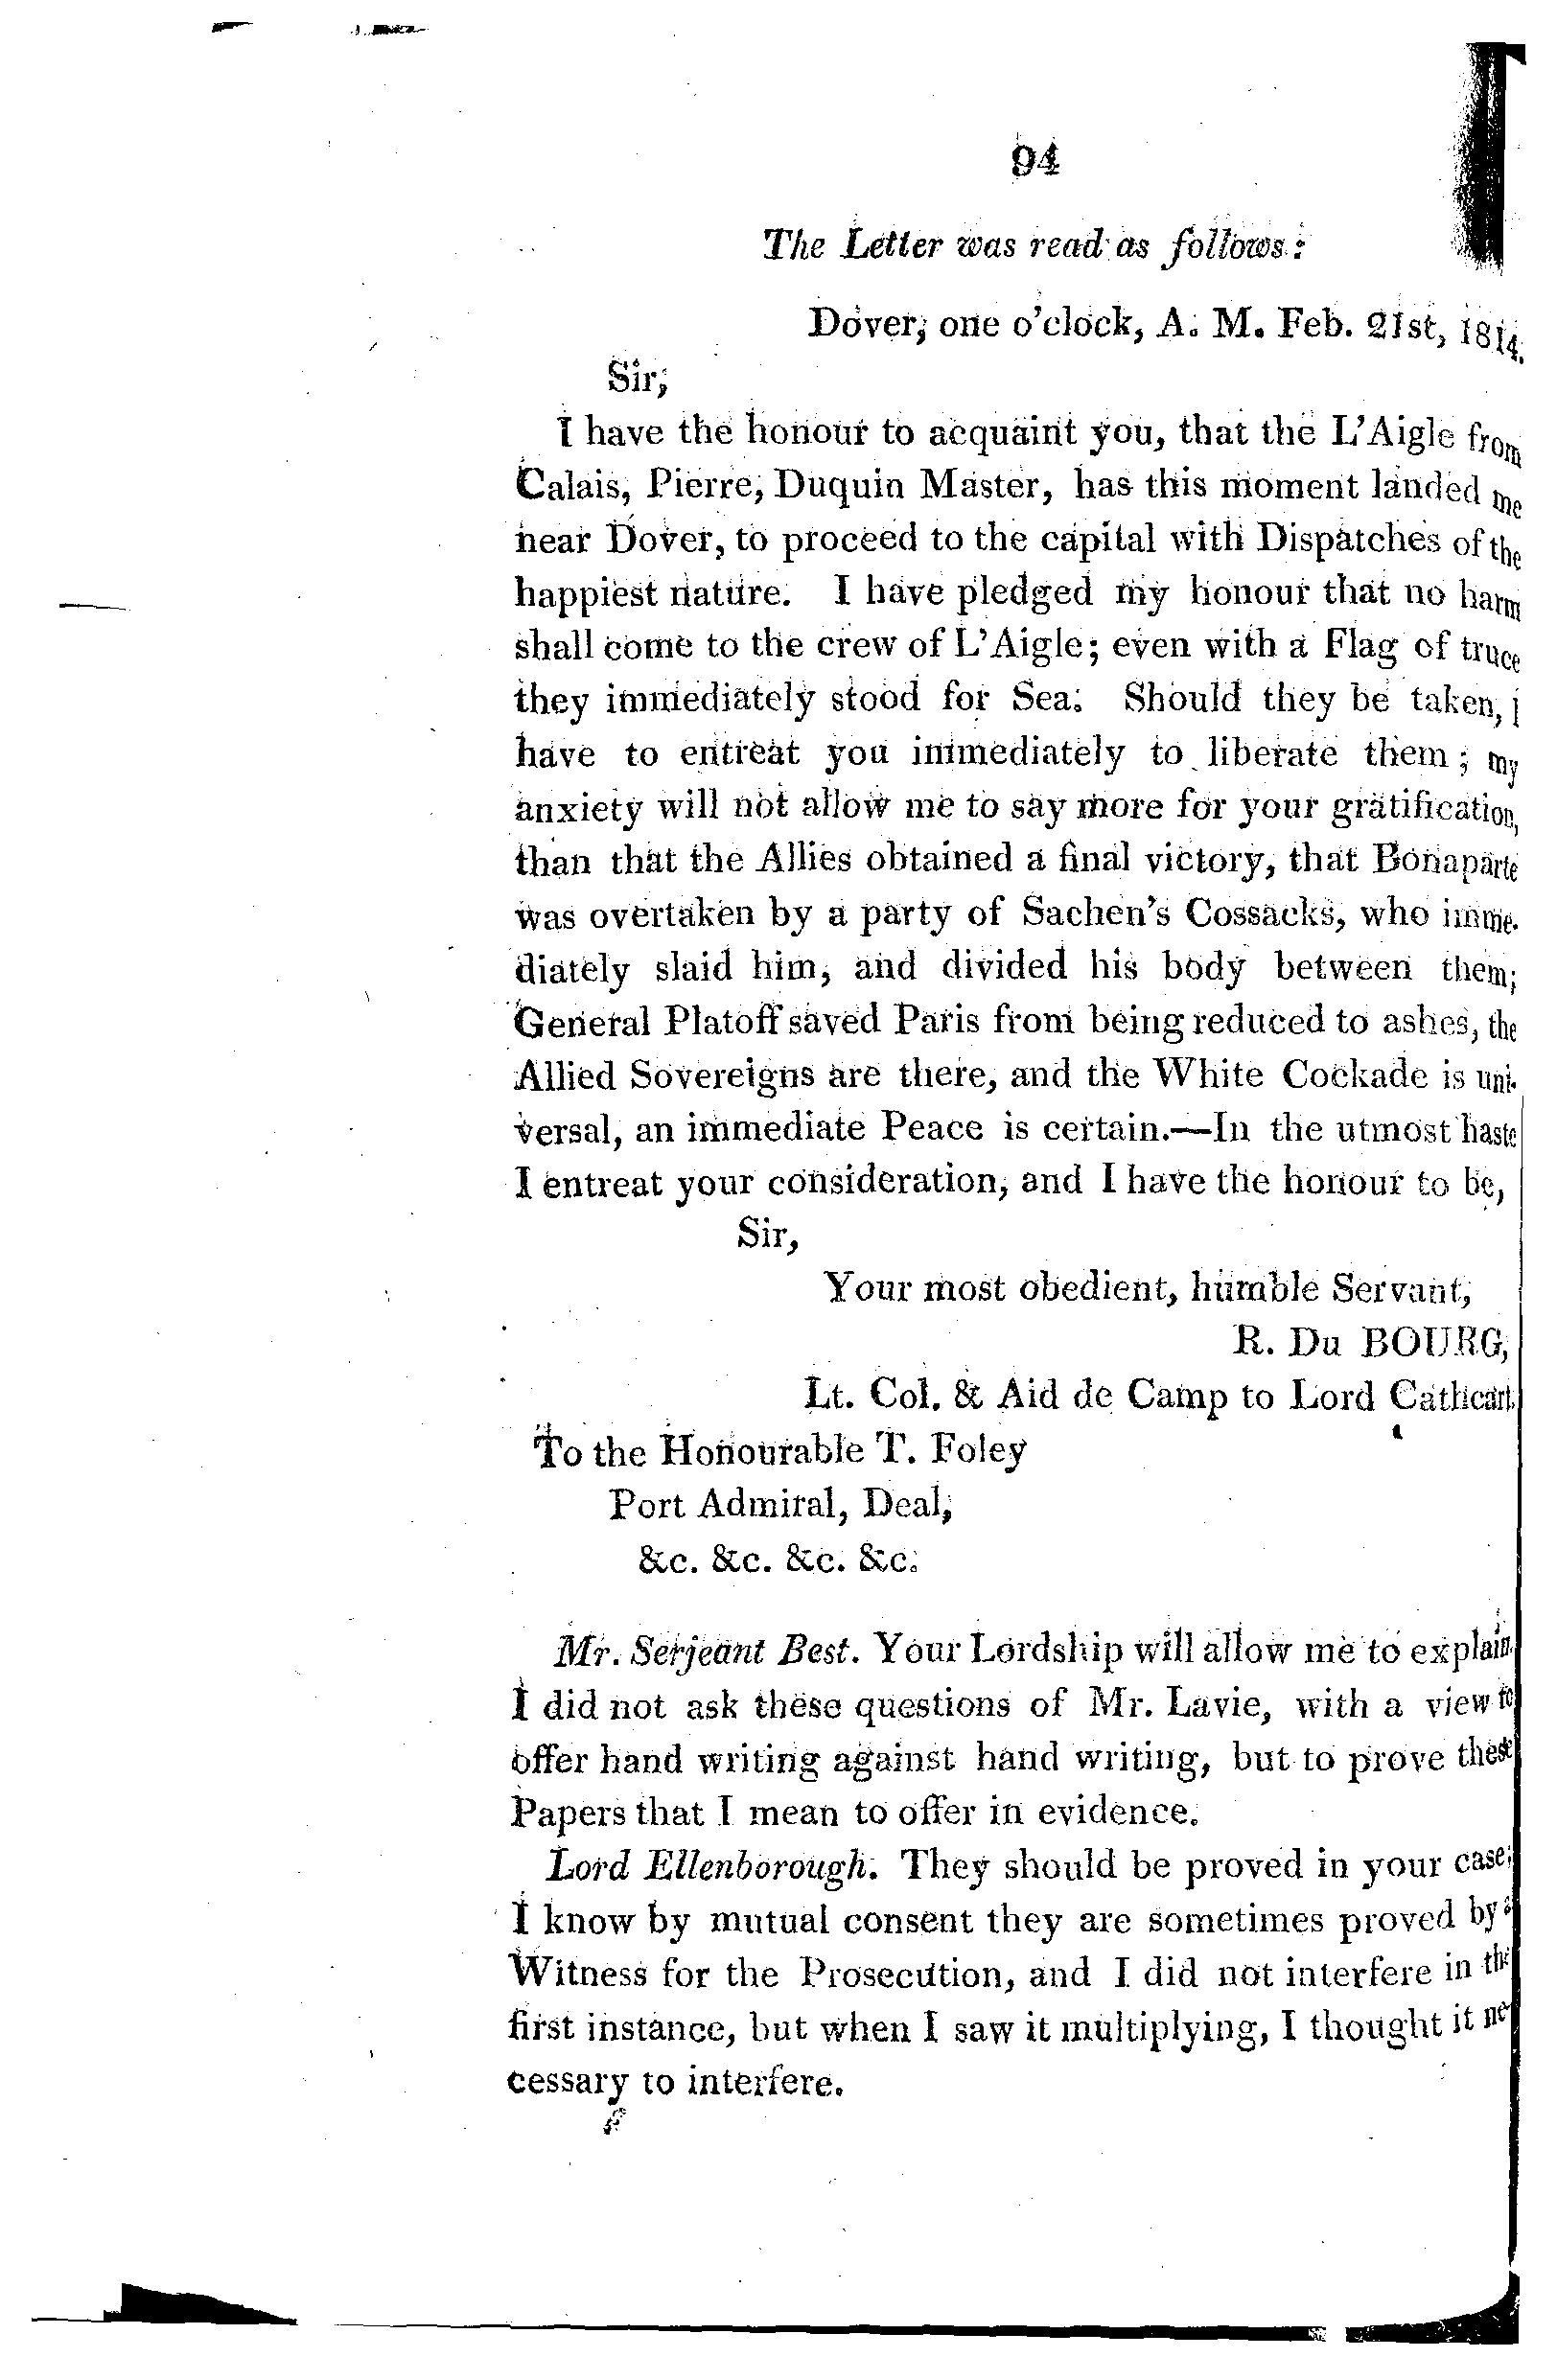 94
The Letter was read as follows:
Dover, one o'clock, A. M. Feb. 21st, 1814.
Sir,
I have the honour to acquaint you, that the L'Aigle from
Calais, Pierre, Duquin Master, has this moment landed me
near Dover, to proceed to the capital with Dispatches of the
happiest nature. I have pledged my honour that no harm
shall come to the crew of L'Aigle; even with a Flag of truce
they immediately stood for Sea. Should they be taken, I
have to entreat you immediately to liberate them; my
anxiety will not allow me to say more for your gratification,
than that the Allies obtained a final victory, that Bonaparte
was overtaken by a party of Sachen's Cossacks, who imme-
diately slaid him, and divided his body between them;
General Platoff saved Paris from being reduced to ashes, the
Allied Sovereigns are there, and the White Cockade is uni-
versal, an immediate Peace is certain.—In the utmost haste
I entreat your consideration, and I have the honour to be,
Sir,
Your most obedient, humble Servant,
R. Du BOURG,
Lt. Col. & Aid de Camp to Lord Cathcart.
To the Honourable T. Foley
Port Admiral, Deal,
&c. &c. &c. &c.
Mr. Serjeant Best. Your Lordship will allow me to explain,
I did not ask these questions of Mr. Lavie, with a view to
offer hand writing against hand writing, but to prove these
Papers that I mean to offer in evidence.
Lord Ellenborough. They should be proved in your case;
I know by mutual consent they are sometimes proved by a
Witness for the Prosecution, and I did not interfere in the
first instance, but when I saw it multiplying, I thought it ne-
cessary to interfere.